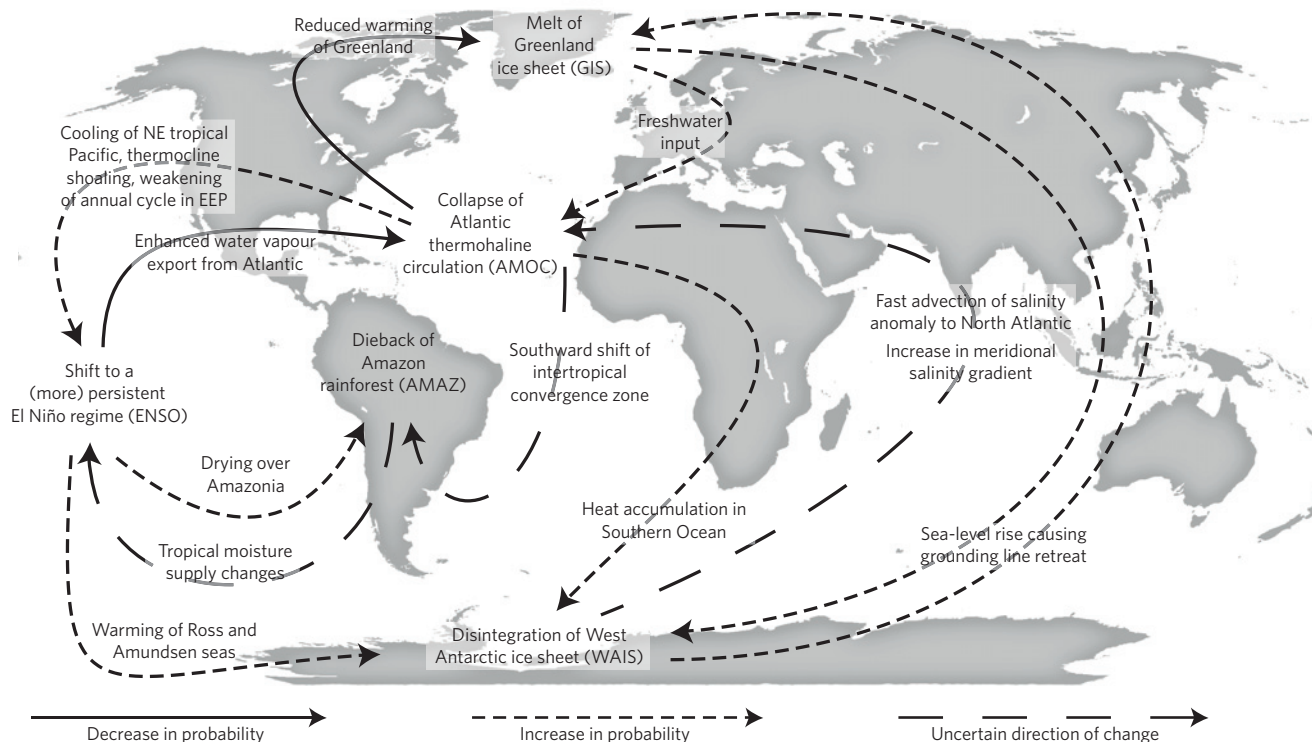 Reduced warming
of Greenland
Melt of
Greenland
ice sheet (GIS)
Freshwater
input
Cooling of NE tropical
Pacific, thermocline
shoaling, weakening
of annual cycle in EEP
Collapse of
Atlantic
thermohaline
circulation (AMOC)
Enhanced water vapour
export from Atlantic
Fast advection of salinity
anomaly to North Atlantic
Increase in meridional
salinity gradient
Dieback of
Amazon
rainforest (AMAZ)
Southward shift of
intertropical
convergence zone
Shift to a
(more) persistent
El Niño regime (ENSO)
Drying over
Amazonia
Heat accumulation in
Southern Ocean
Sea-level rise causing
grounding line retreat
Tropical moisture
supply changes
Warming of Ross and
Amundsen seas
Disintegration of West
Antarctic ice sheet (WAIS)
Decrease in probability
Increase in probability
Uncertain direction of change